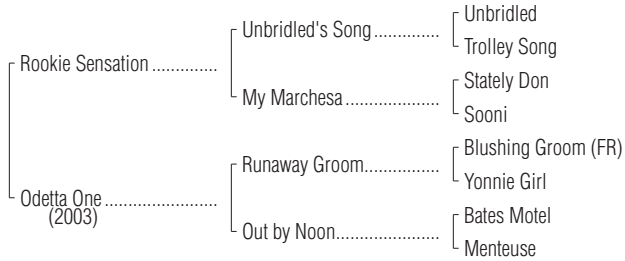 Unbridled
Unbridled's Song..............
Trolley Song
Rookie Sensation..............
Stately Don
My Marchesa....................
Sooni
Blushing Groom (FR)
Runaway Groom................
Yonnie Girl
Odetta One.......................
(2003)
Bates Motel
Out by Noon......................
Menteuse